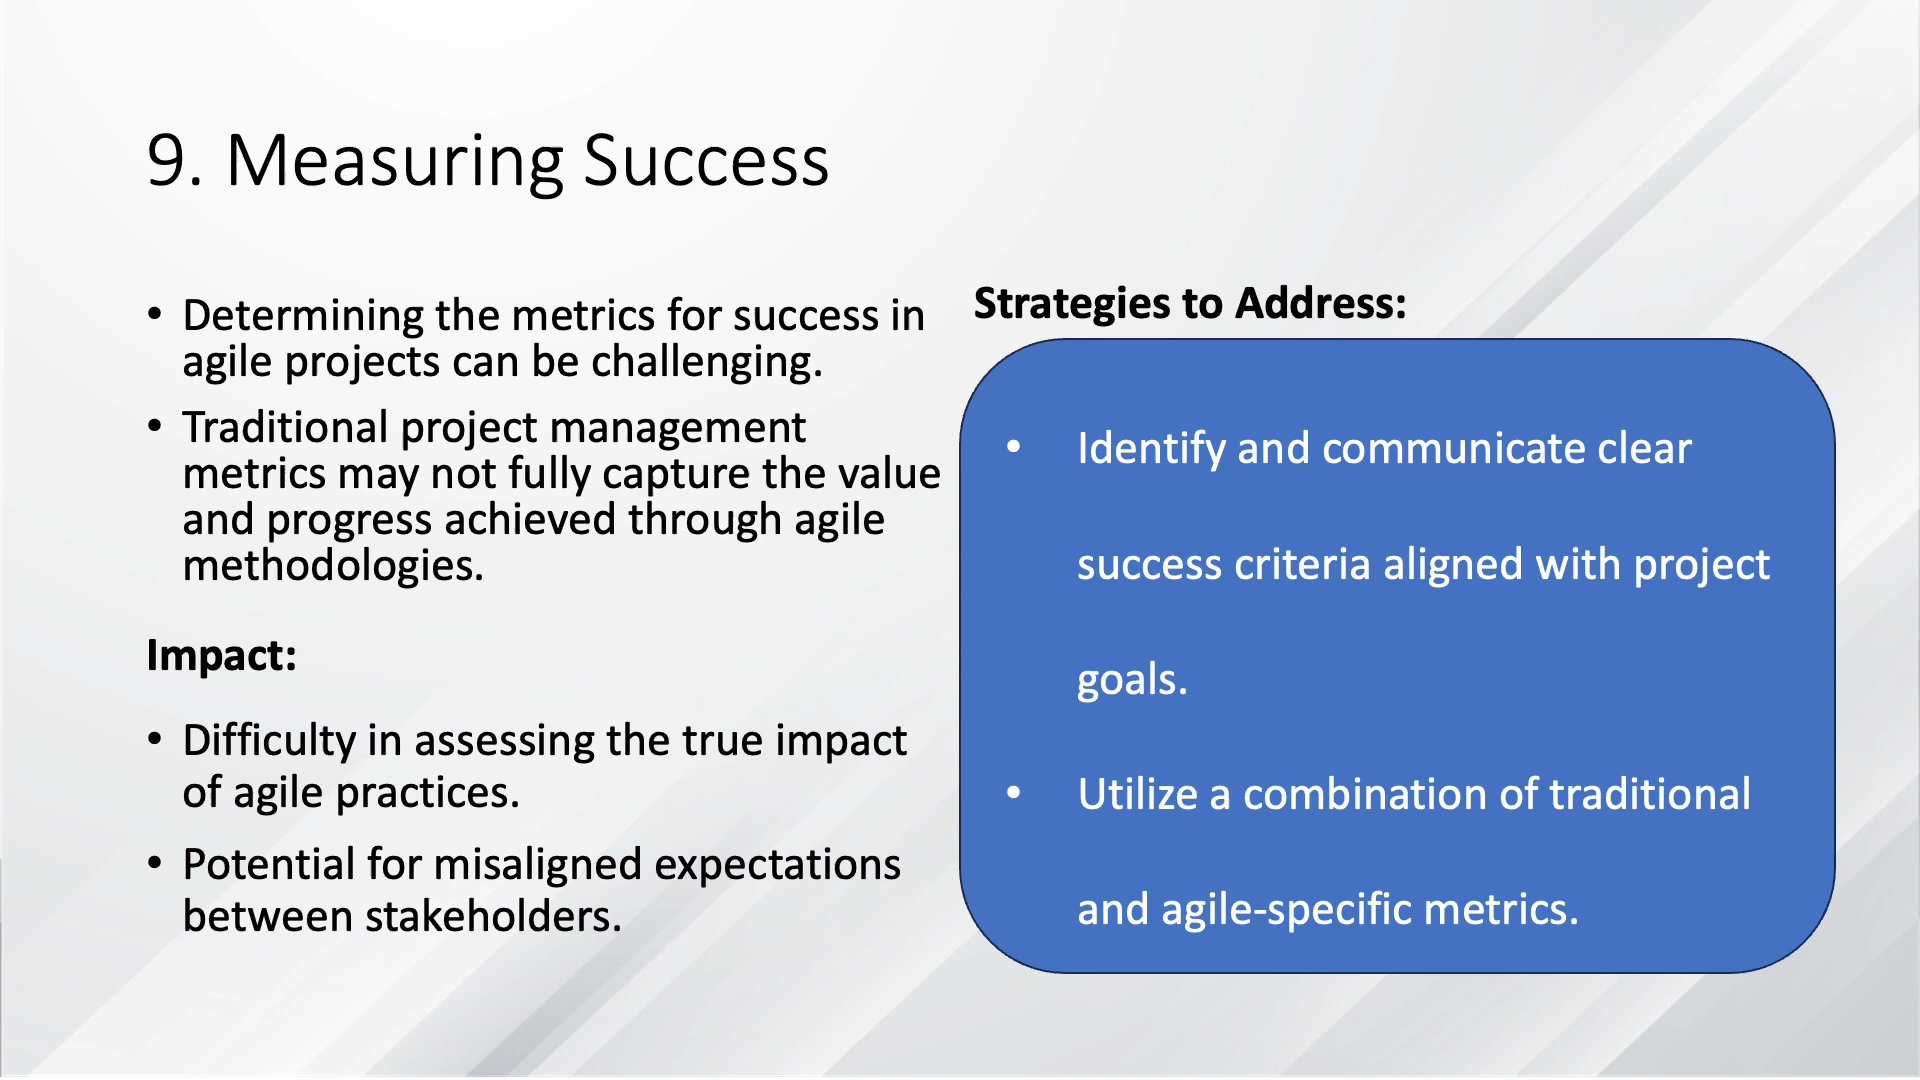 9. Measuring Success
• Determining the metrics for success in
agile projects can be challenging.
• Traditional project management
metrics may not fully capture the value
and progress achieved through agile
methodologies.
Impact:
• Difficulty in assessing the true impact
of agile practices.
• Potential for misaligned expectations
between stakeholders.
Strategies to Address:
• Identify and communicate clear
success criteria aligned with project
goals.
• Utilize a combination of traditional
and agile-specific metrics.